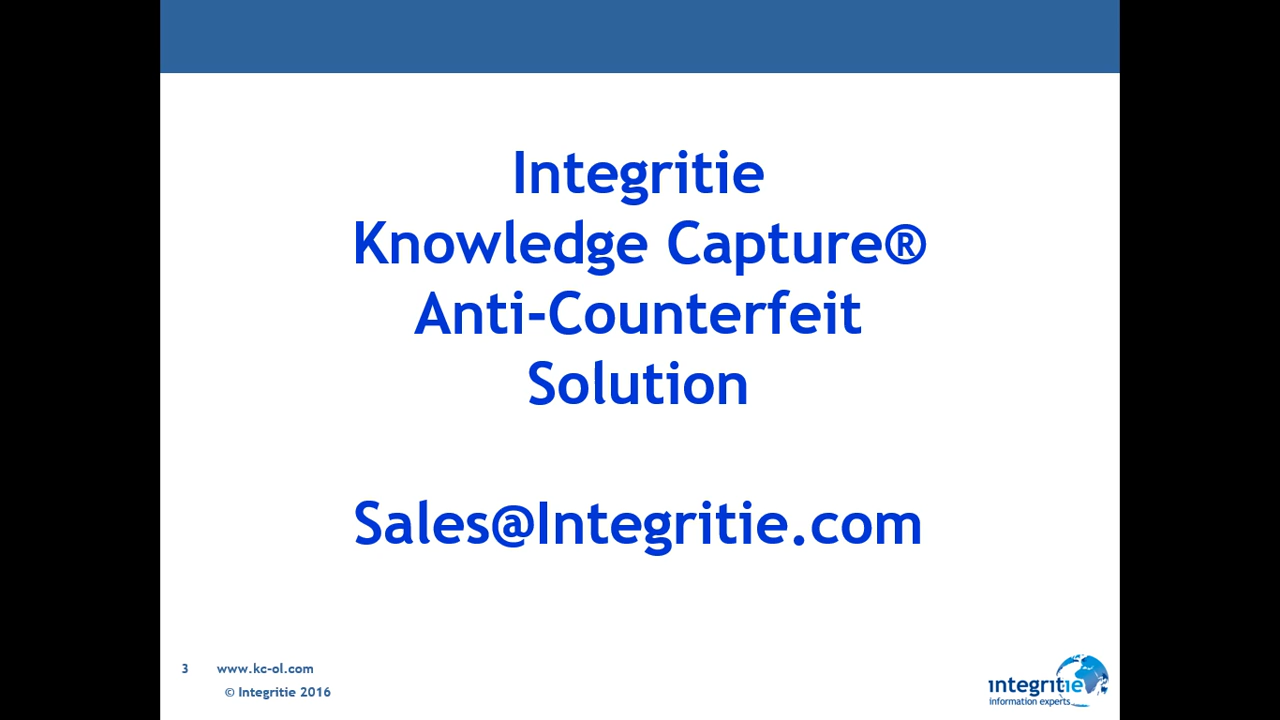 Integritie
Knowledge Capture®
Anti-Counterfeit
Solution
Sales@Integritie.com
3 www.kc-ol.com
© Integritie 2016
integritie
information experts